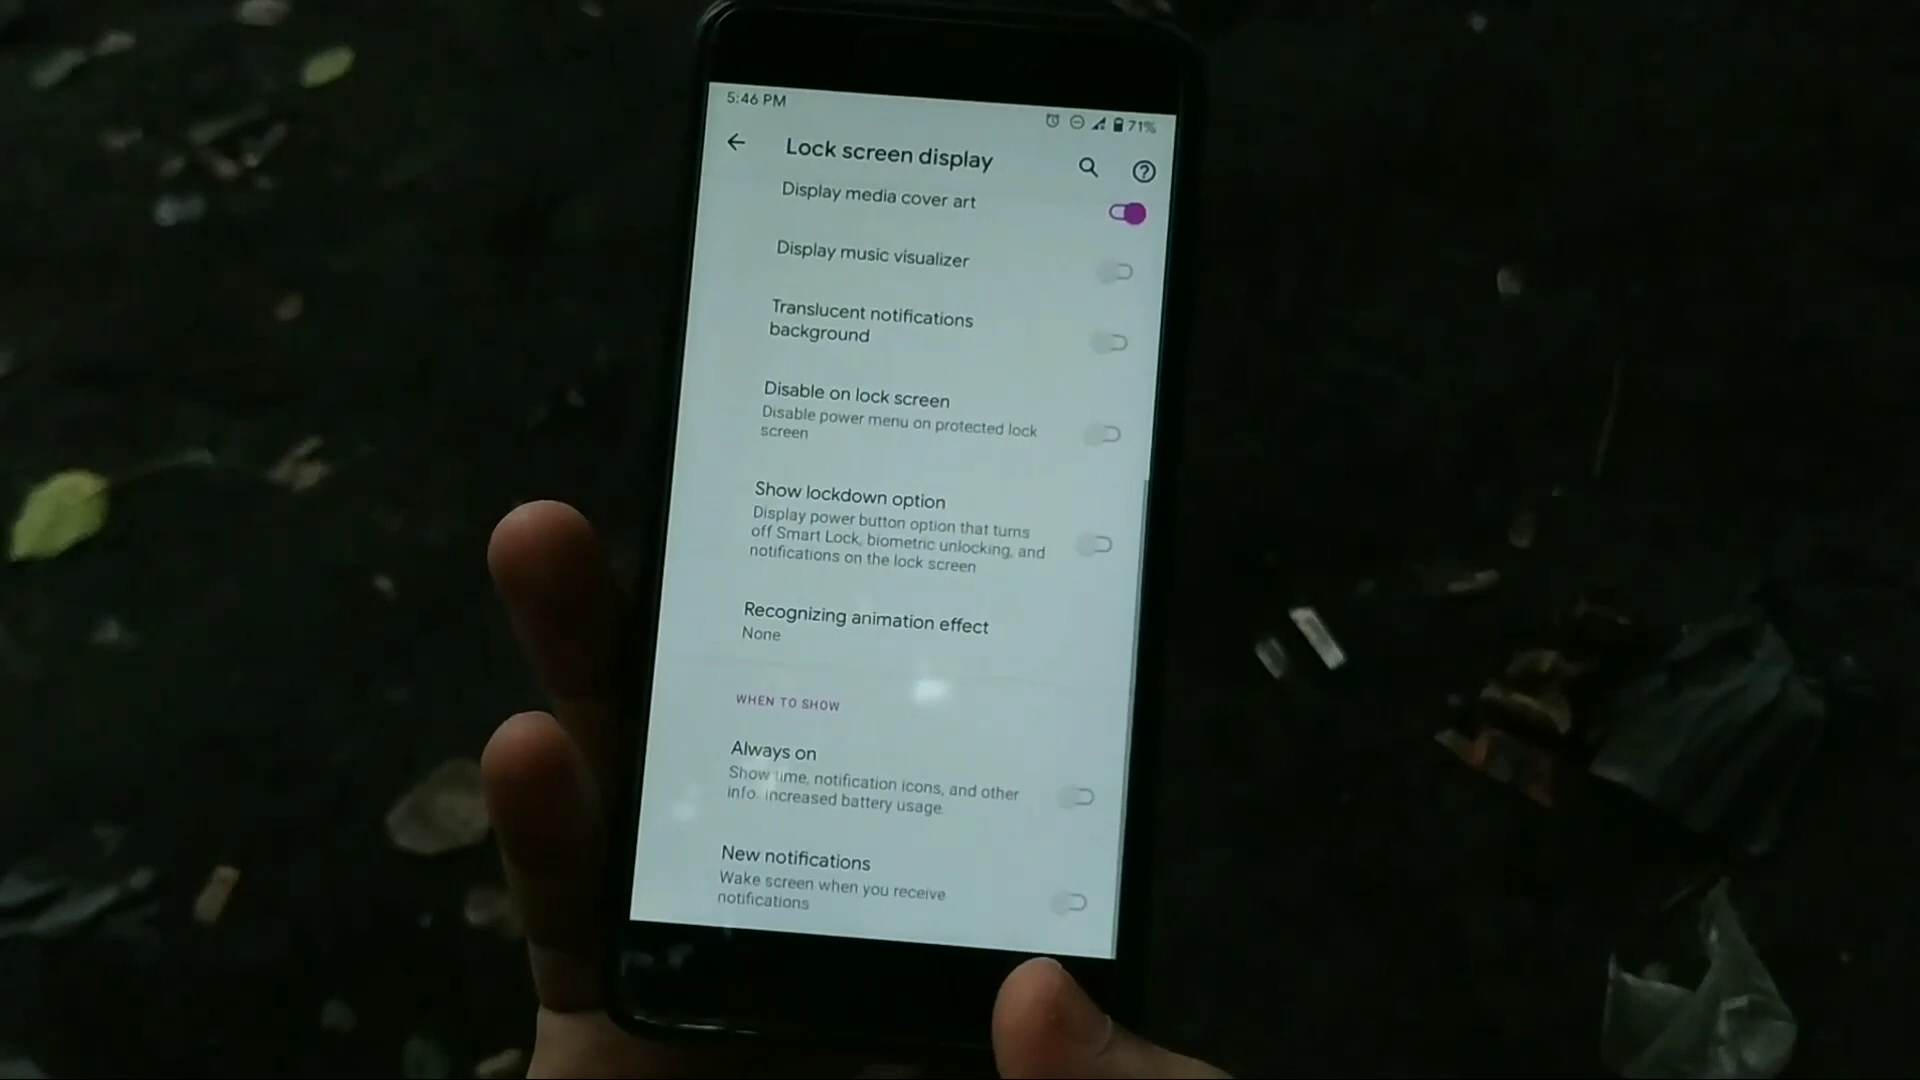 5:46 PM
71%
Lock screen display
Display media cover art
Display music visualizer
Translucent notifications
background
Disable on lock screen
Disable power menu on protected lock
screen
Show lockdown option
Display power button option that turns
off Smart Lock, biometric unlocking, and
notifications on the lock screen
Recognizing animation effect
None
WHEN TO SHOW
Always on
Show time, notification icons, and other
info. Increased battery usage.
New notifications
Wake screen when you receive
notifications